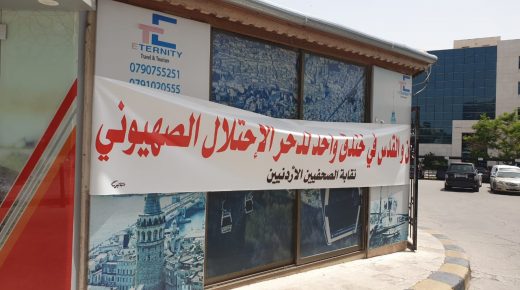 ETERNITY
Travel & Tourism
0790755251
0791020555
و القدس في خندق واحد لدحر الإحتلال الصهيوني
نقابة الصحفيين الأردنيين